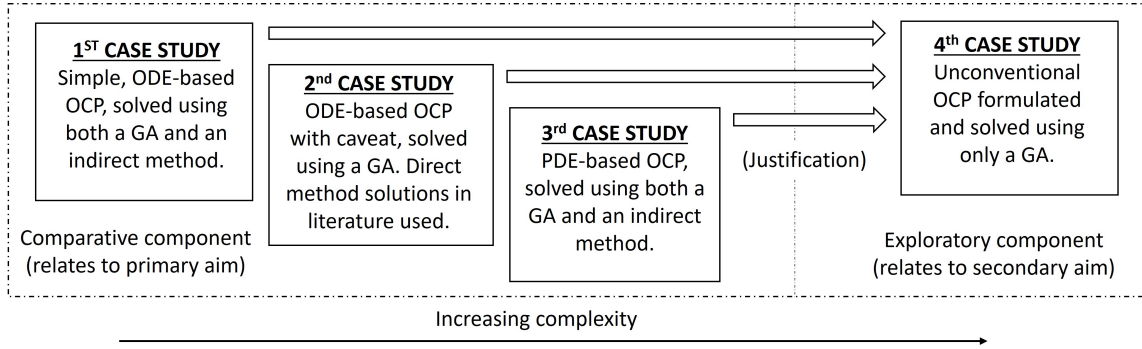 1ST CASE STUDY
Simple, ODE-based
OCP, solved using
both a GA and an
indirect method.
Comparative component
(relates to primary aim)
2nd CASE STUDY
ODE-based OCP
with caveat, solved
using a GA. Direct
method solutions in
literature used.
3rd CASE STUDY
PDE-based OCP,
solved using both a
GA and an indirect
method.
(Justification)
4th CASE STUDY
Unconventional
OCP formulated
and solved using
only a GA.
Exploratory component
(relates to secondary aim)
Increasing complexity